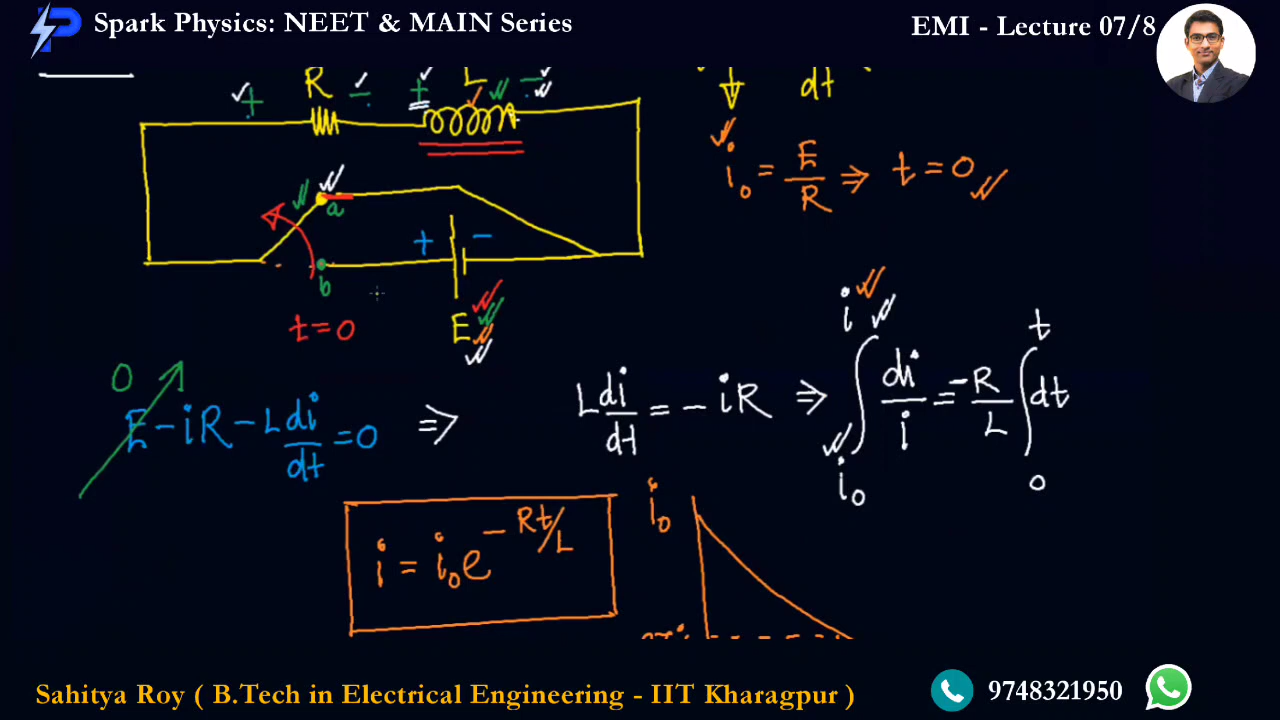 Spark Physics: NEET & MAIN Series
EMI - Lecture 07/8
+ R - + L -
dt
i₀ = E/R ⇒ t = 0
a
+ -
b
t = 0
E
0
E - iR - L di/dt = 0 ⇒ L di/dt = - iR ⇒ ∫_{i₀}^{i} di/i = -R/L ∫_{0}^{t} dt
i = i₀e^{-Rt/L}
i₀
Sahitya Roy ( B.Tech in Electrical Engineering - IIT Kharagpur )
9748321950